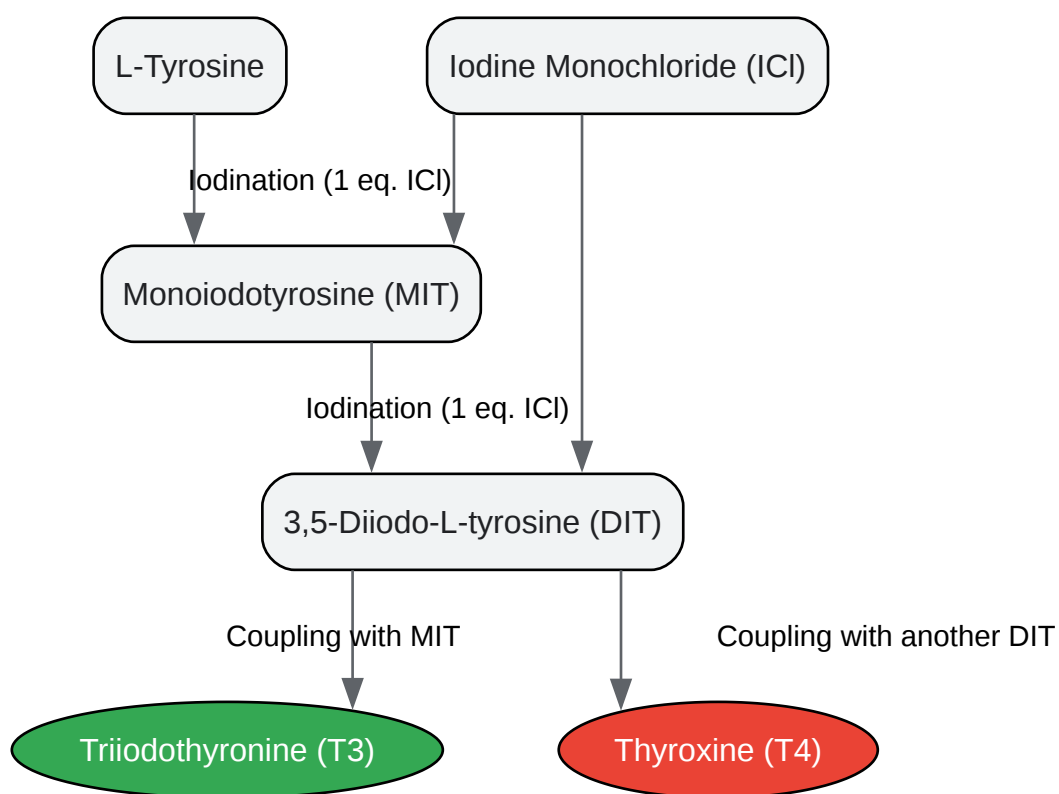 L-Tyrosine
Iodine Monochloride (ICl)
Iodination (1 eq. ICl)
Monoiodotyrosine (MIT)
Iodination (1 eq. ICl)
3,5-Diiodo-L-tyrosine (DIT)
Coupling with MIT
Coupling with another DIT
Triiodothyronine (T3)
Thyroxine (T4)